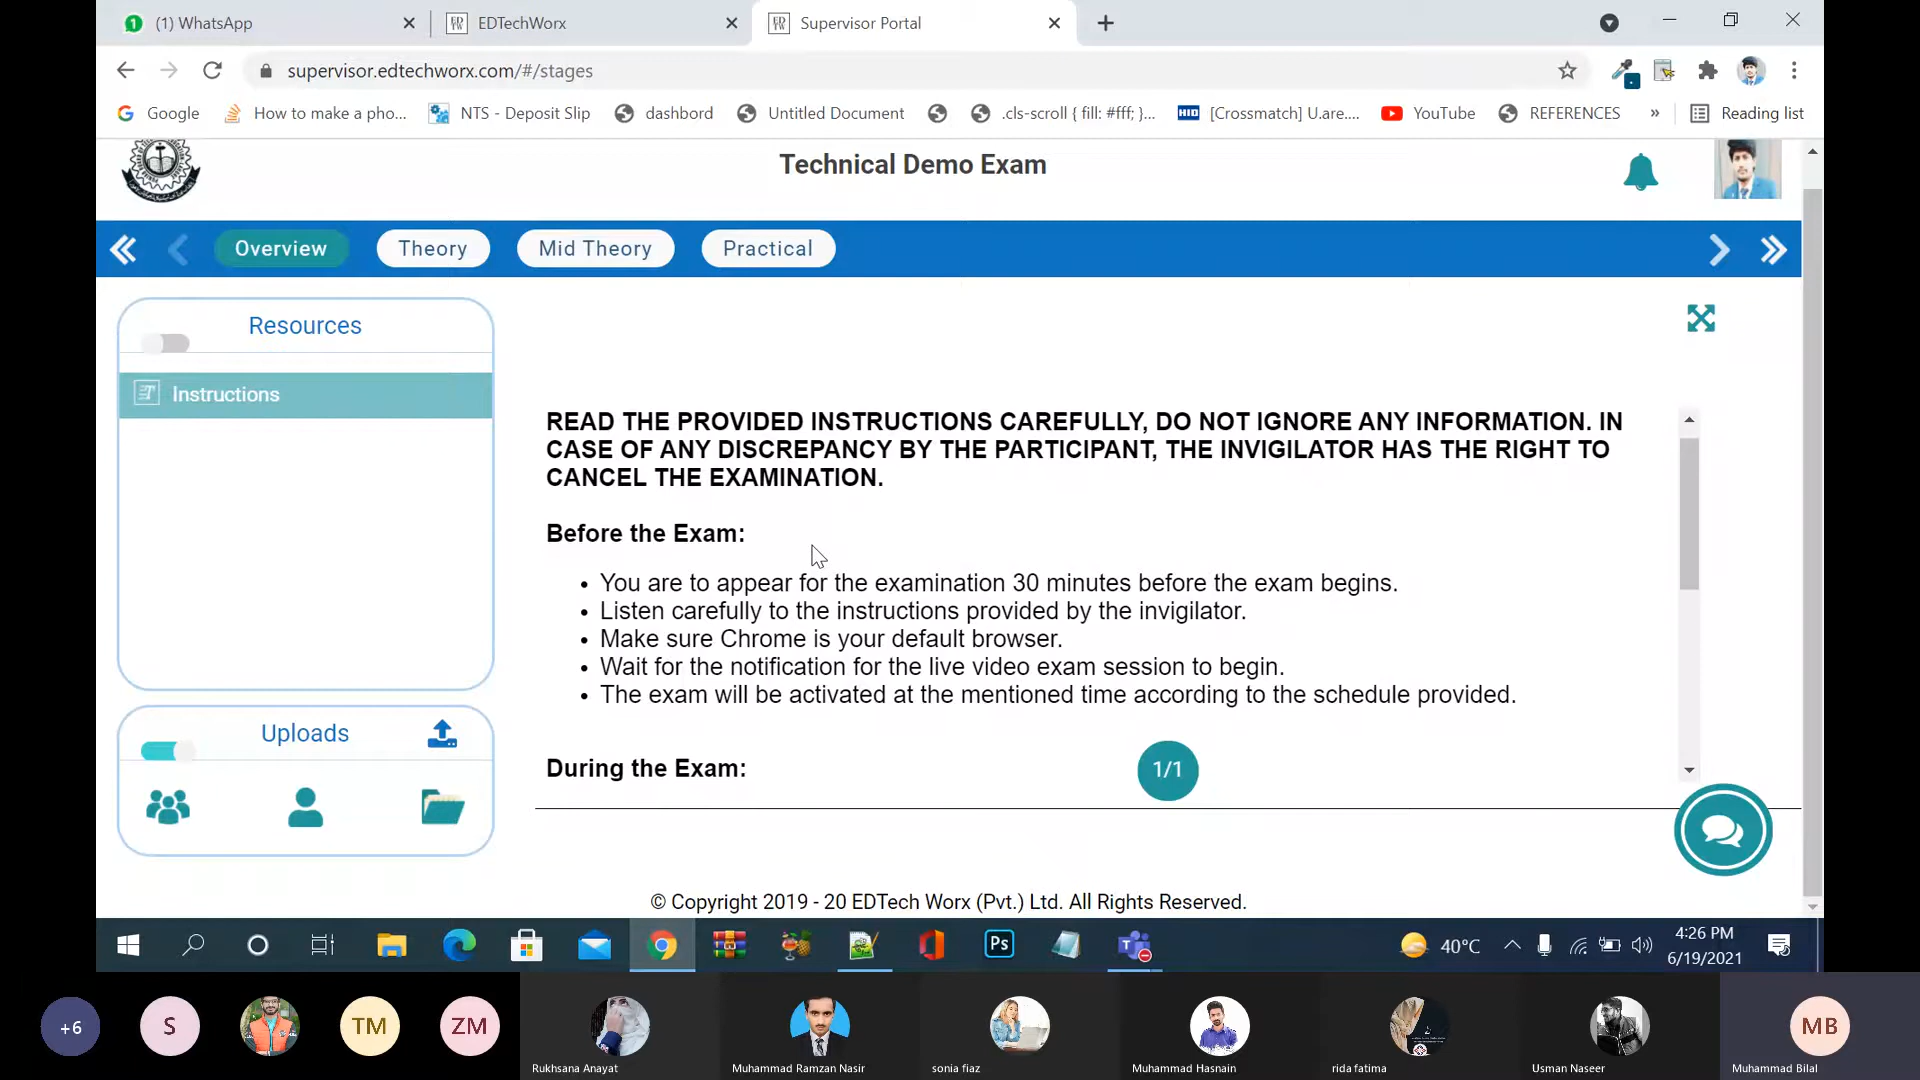 (1) WhatsApp
EDTechWorx
Supervisor Portal
supervisor.edtechworx.com/#/stages
Google
How to make a pho...
NTS - Deposit Slip
dashbord
Untitled Document
.cls-scroll { fill: #fff; }...
HID
[Crossmatch] U.are....
YouTube
REFERENCES
»
Reading list
Technical Demo Exam
Overview
Theory
Mid Theory
Practical
Resources
Instructions
READ THE PROVIDED INSTRUCTIONS CAREFULLY, DO NOT IGNORE ANY INFORMATION. IN
CASE OF ANY DISCREPANCY BY THE PARTICIPANT, THE INVIGILATOR HAS THE RIGHT TO
CANCEL THE EXAMINATION.
Before the Exam:
• You are to appear for the examination 30 minutes before the exam begins.
• Listen carefully to the instructions provided by the invigilator.
• Make sure Chrome is your default browser.
• Wait for the notification for the live video exam session to begin.
• The exam will be activated at the mentioned time according to the schedule provided.
Uploads
During the Exam:
1/1
© Copyright 2019 - 20 EDTech Worx (Pvt.) Ltd. All Rights Reserved.
Ps
40°C
4:26 PM
6/19/2021
+6
S
TM
ZM
MB
Rukhsana Anayat
Muhammad Ramzan Nasir
sonia fiaz
Muhammad Hasnain
rida fatima
Usman Naseer
Muhammad Bilal